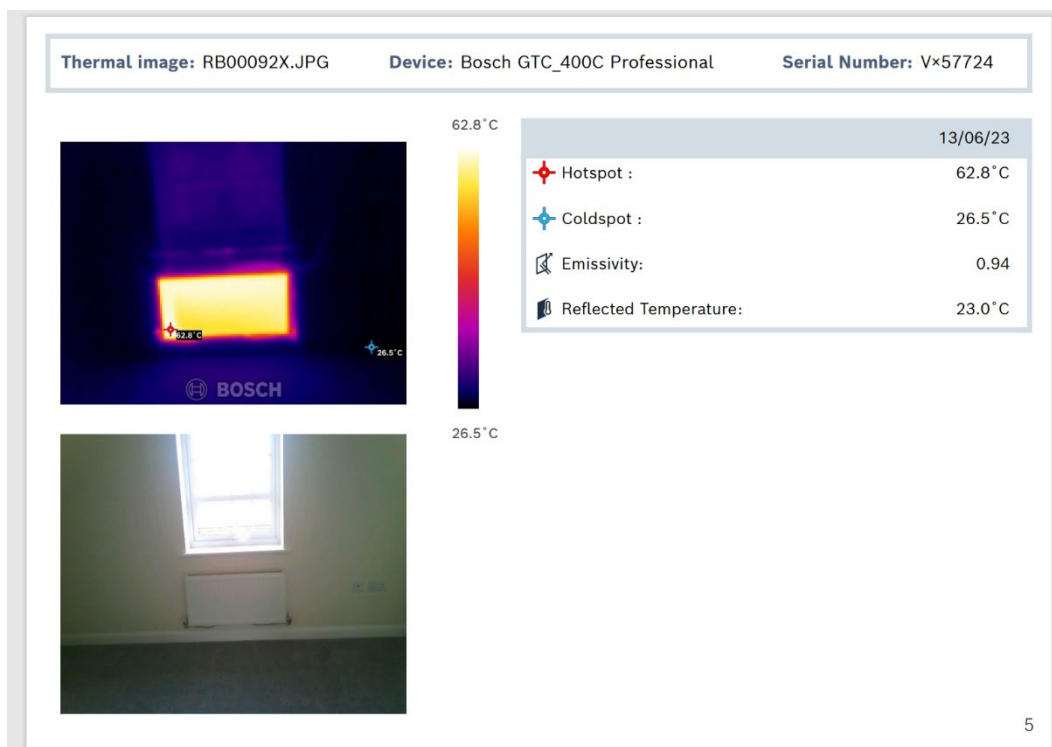 Thermal image: RB00092X.JPG Device: Bosch GTC_400C Professional Serial Number: V×57724
62.8°C
13/06/23
Hotspot : 62.8°C
Coldspot : 26.5°C
Emissivity: 0.94
Reflected Temperature: 23.0°C
62.8°C
26.5°C
BOSCH
26.5°C
5